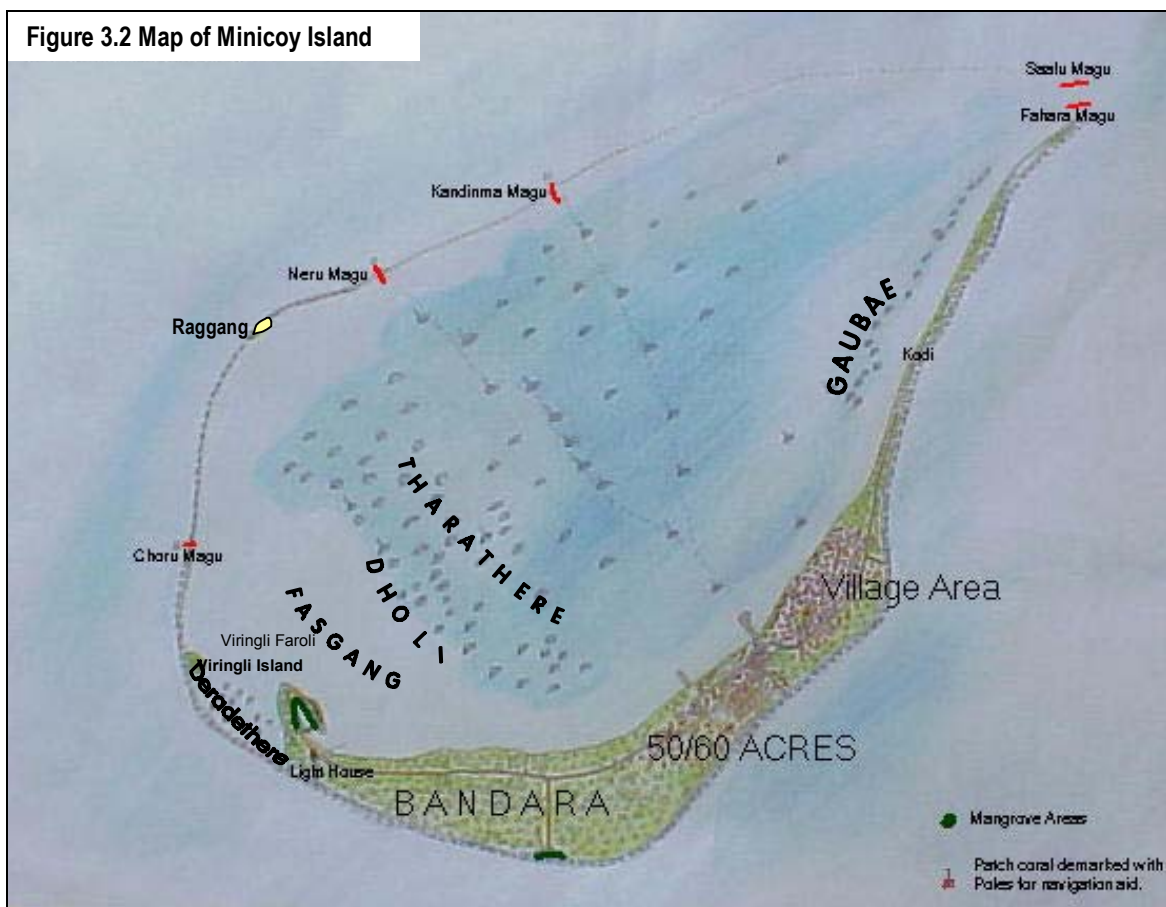 Figure 3.2 Map of Minicoy Island
Saalu Magu
Fahara Magu
Kandinma Magu
Neru Magu
Raggang
GAUBAE
Kodi
THARATHERE
Choru Magu
DHOLI
FASGANG
Village Area
Viringli Faroli
Viringli Island
Deradethere
50/60 ACRES
Light House
BANDARA
Mangrove Areas
Patch coral demarked with
Poles for navigation aid.